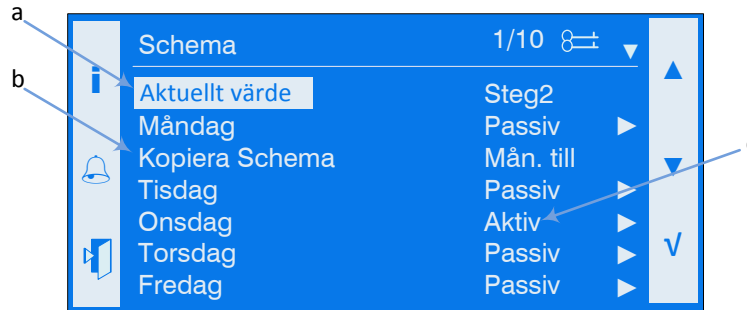 a
b
i
Schema 1/10
Aktuellt värde Steg2
Måndag Passiv
Kopiera Schema Mån. till
Tisdag Passiv
Onsdag Aktiv
Torsdag Passiv
Fredag Passiv
√